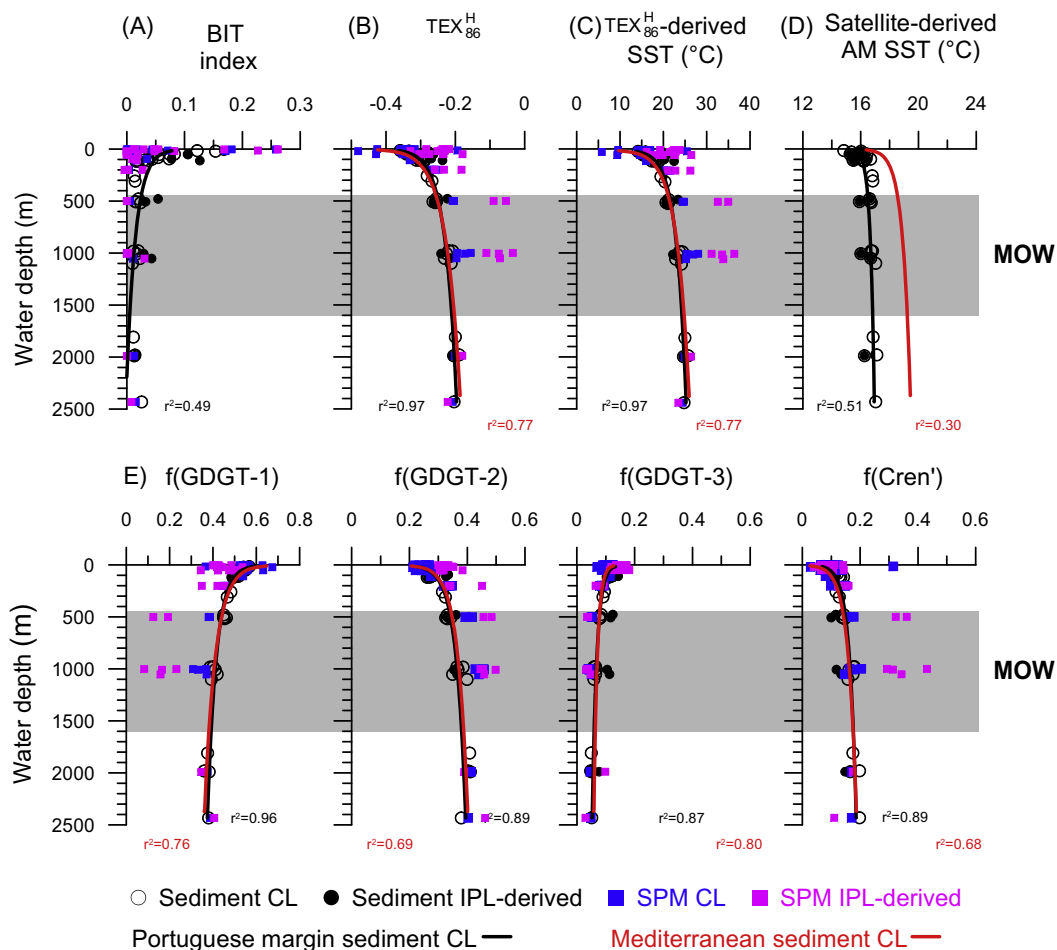 (A) BIT index
(B) TEX₈₆ᴴ
(C) TEX₈₆ᴴ-derived SST (°C)
(D) Satellite-derived AM SST (°C)
0 0.1 0.2 0.3
-0.4 -0.2 0
0 10 20 30 40
12 16 20 24
Water depth (m)
0
500
1000
1500
2000
2500
MOW
r²=0.49
r²=0.97
r²=0.77
r²=0.97
r²=0.77
r²=0.51
r²=0.30
E) f(GDGT-1)
f(GDGT-2)
f(GDGT-3)
f(Cren')
0 0.2 0.4 0.6 0.8
0 0.2 0.4 0.6
0 0.2 0.4 0.6 0.8
0 0.2 0.4 0.6
Water depth (m)
0
500
1000
1500
2000
2500
MOW
r²=0.96
r²=0.76
r²=0.89
r²=0.69
r²=0.87
r²=0.80
r²=0.89
r²=0.68
Sediment CL Sediment IPL-derived SPM CL SPM IPL-derived
Portuguese margin sediment CL Mediterranean sediment CL